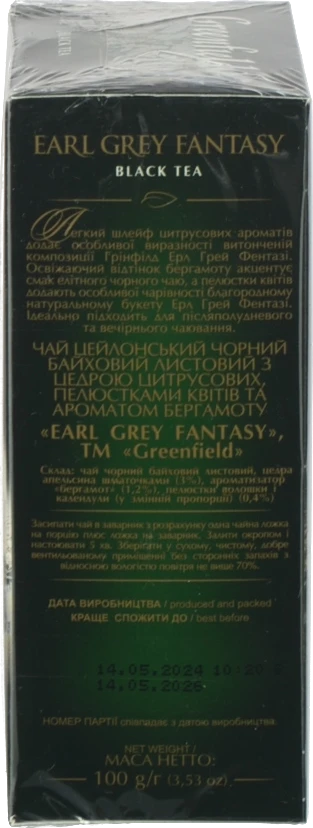 Greenfield
BLACK TEA
EARL GREY FANTASY
BLACK TEA
Легкий шлейф цитрусових ароматів
додає особливої виразності витонченій
композиції Грінфілд Ерл Грей Фентазі.
Освіжаючий відтінок бергамоту акцентує
смак елітного чорного чаю, а пелюстки квітів
додають особливої чарівності благородному
натуральному букету Ерл Грей Фентазі.
Ідеально підходить для післяполудневого
та вечірнього чаювання.
ЧАЙ ЦЕЙЛОНСЬКИЙ ЧОРНИЙ
БАЙХОВИЙ ЛИСТОВИЙ З
ЦЕДРОЮ ЦИТРУСОВИХ,
ПЕЛЮСТКАМИ КВІТІВ ТА
АРОМАТОМ БЕРГАМОТУ
«EARL GREY FANTASY»,
ТМ «Greenfield»
Склад: чай чорний байховий листовий, цедра
апельсина шматочками (3%), ароматизатор
«бергамот» (1,2%), пелюстки волошки і
календули (у змінній пропорції) (0,4%)
Засипати чай в заварник з розрахунку одна чайна ложка
на порцію плюс ложка на заварник. Залити окропом і
настоювати 5 хв. Зберігати у сухому, чистому, добре
вентильованому приміщенні без сторонніх запахів з
відносною вологістю повітря не вище 70%.
ДАТА ВИРОБНИЦТВА / produced and packed
КРАЩЕ СПОЖИТИ ДО / best before
14.05.2024 10:20
14.05.2026
НОМЕР ПАРТІЇ співпадає з датою виробництва.
NET WEIGHT /
МАСА НЕТТО:
100 g/г (3,53 oz)